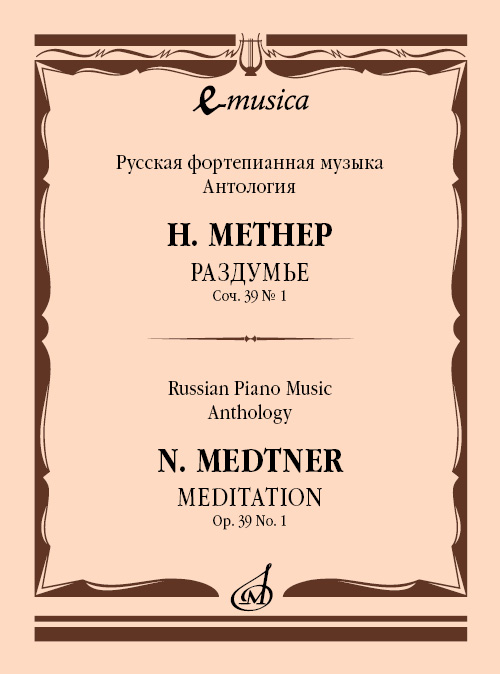 e-musica
Русская фортепианная музыка
Антология
Н. МЕТНЕР
РАЗДУМЬЕ
Соч. 39 № 1
Russian Piano Music
Anthology
N. MEDTNER
MEDITATION
Op. 39 No. 1